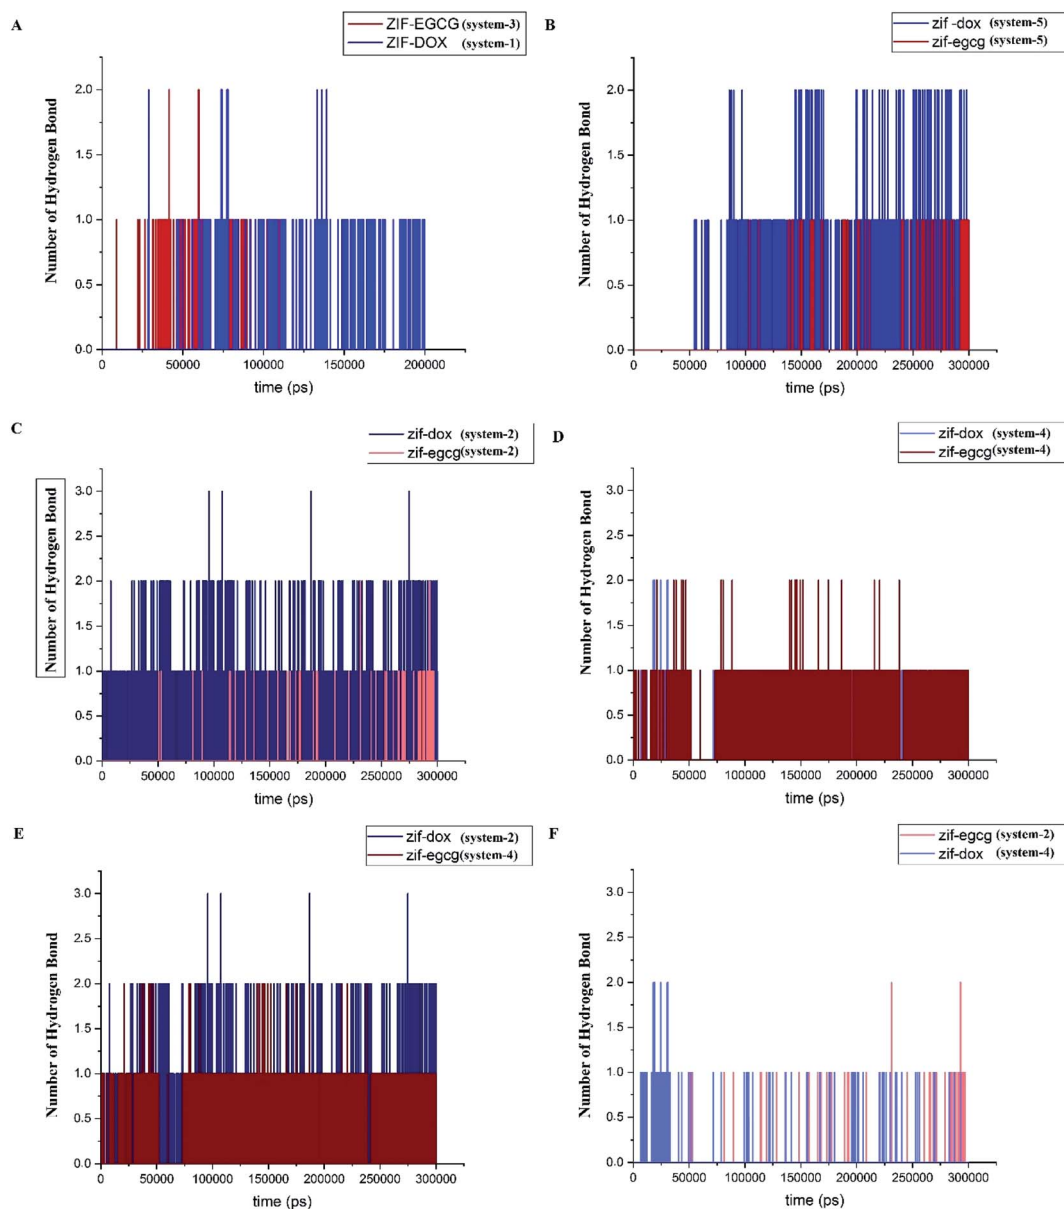 A
ZIF-EGCG (system-3)
ZIF-DOX (system-1)
Number of Hydrogen Bond
2.0
1.5
1.0
0.5
0.0
0
50000
100000
150000
200000
time (ps)
B
zif -dox (system-5)
zif-egcg (system-5)
Number of Hydrogen Bond
2.0
1.5
1.0
0.5
0.0
0
50000
100000
150000
200000
250000
300000
time (ps)
C
zif-dox (system-2)
zif-egcg(system-2)
Number of Hydrogen Bond
3.0
2.5
2.0
1.5
1.0
0.5
0.0
0
50000
100000
150000
200000
250000
300000
time (ps)
D
zif-dox (system-4)
zif-egcg(system-4)
Number of Hydrogen Bond
3.0
2.5
2.0
1.5
1.0
0.5
0.0
0
50000
100000
150000
200000
250000
300000
time (ps)
E
zif-dox (system-2)
zif-egcg(system-4)
Number of Hydrogen Bond
3.0
2.5
2.0
1.5
1.0
0.5
0.0
0
50000
100000
150000
200000
250000
300000
time (ps)
F
zif-egcg (system-2)
zif-dox (system-4)
Number of Hydrogen Bond
3.0
2.5
2.0
1.5
1.0
0.5
0.0
0
50000
100000
150000
200000
250000
300000
time (ps)